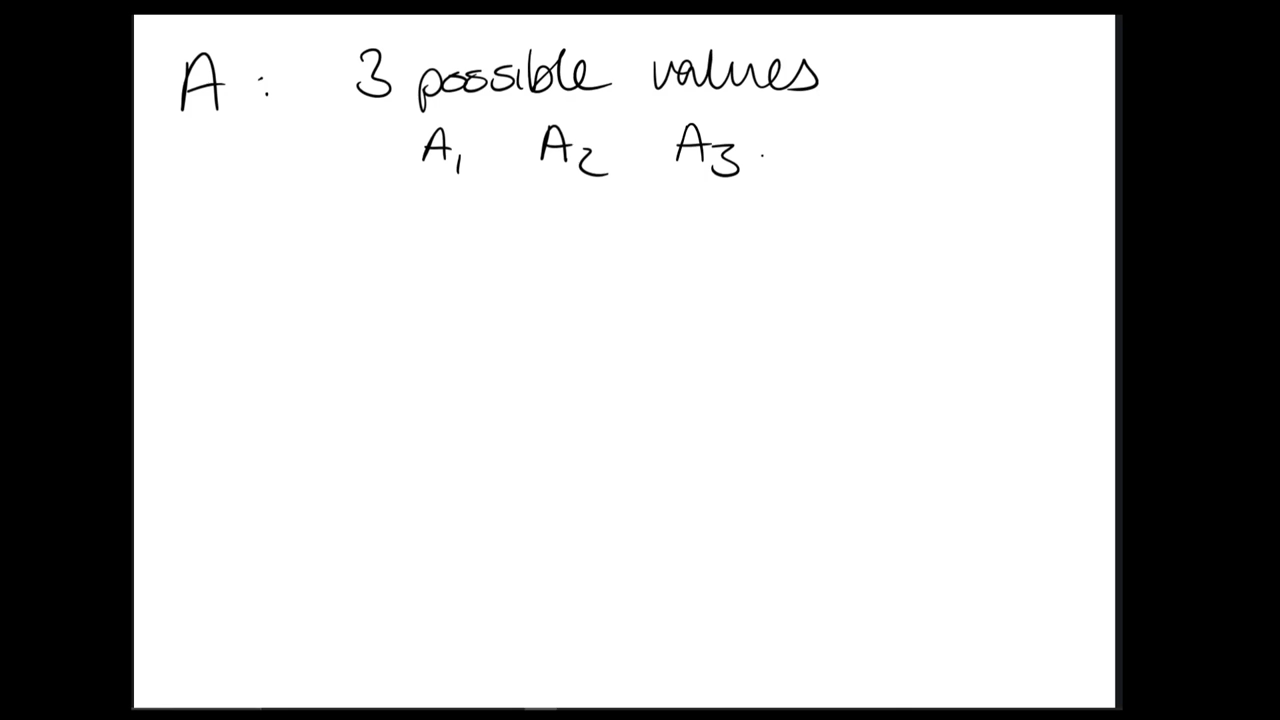 A : 3 possible values
A₁ A₂ A₃ .